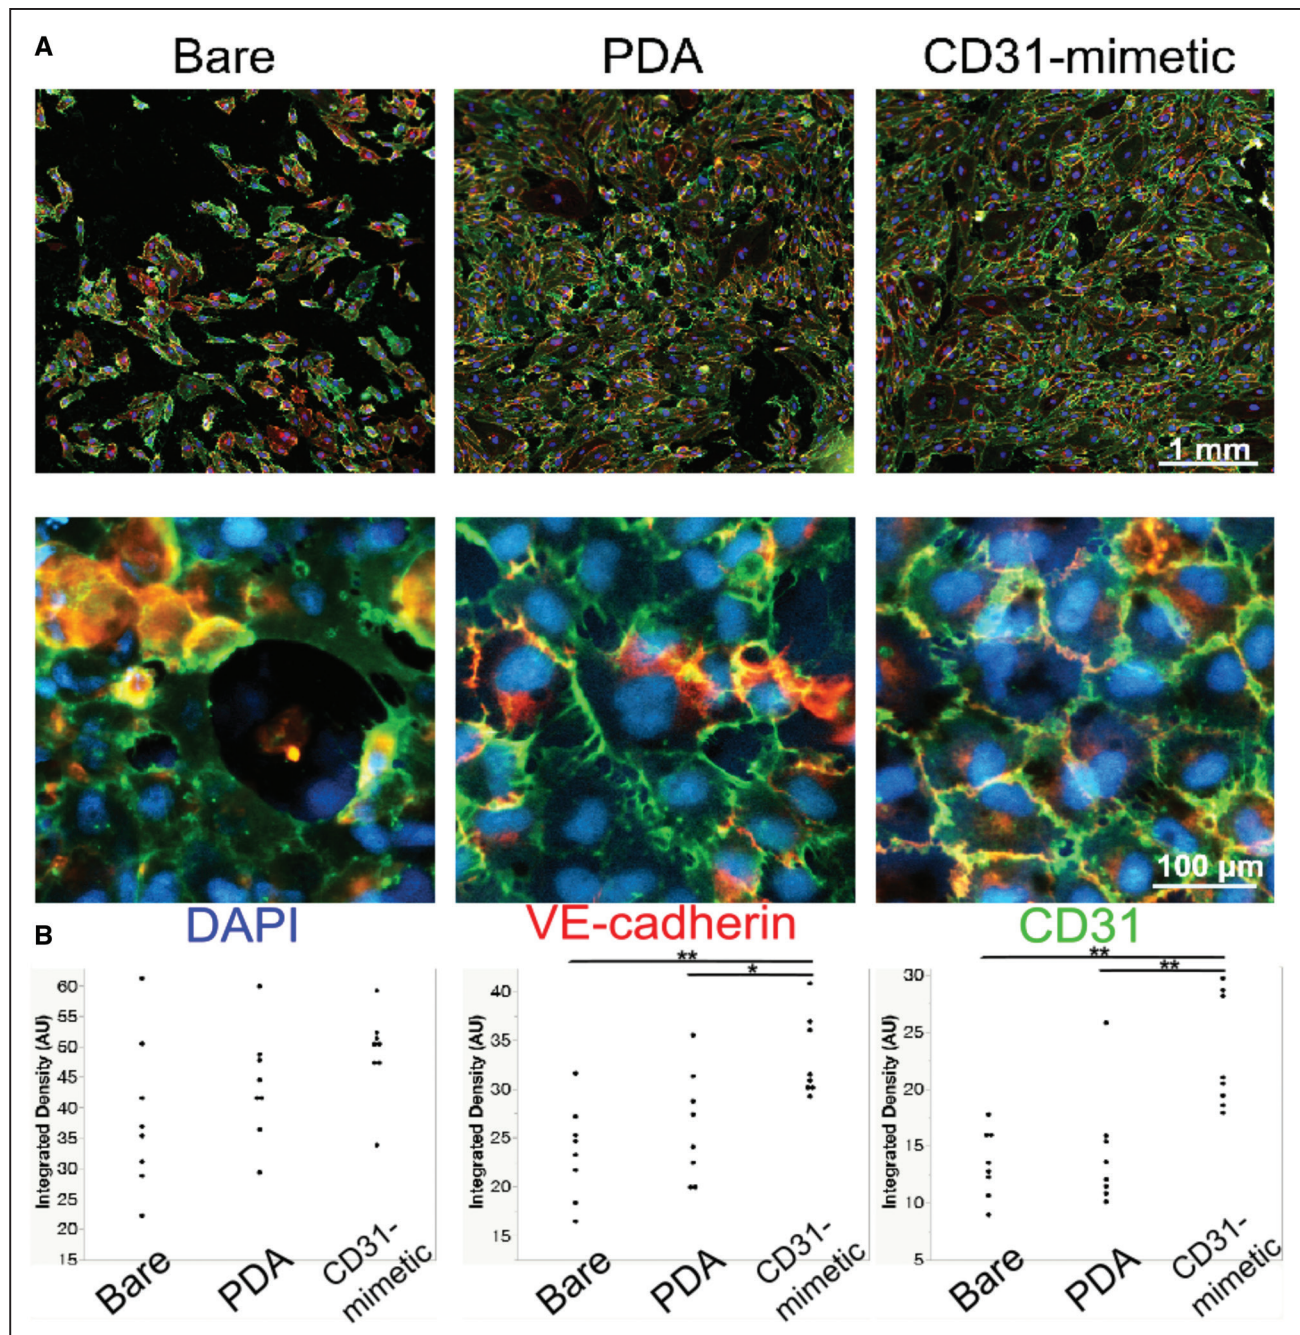 A
Bare PDA CD31-mimetic
1 mm
100 µm
DAPI VE-cadherin CD31
B
** **
* **
Integrated Density (AU)
60
55
50
45
40
35
30
25
20
15
Bare PDA CD31-
mimetic
Integrated Density (AU)
40
35
30
25
20
15
Bare PDA CD31-
mimetic
Integrated Density (AU)
30
25
20
15
10
5
Bare PDA CD31-
mimetic